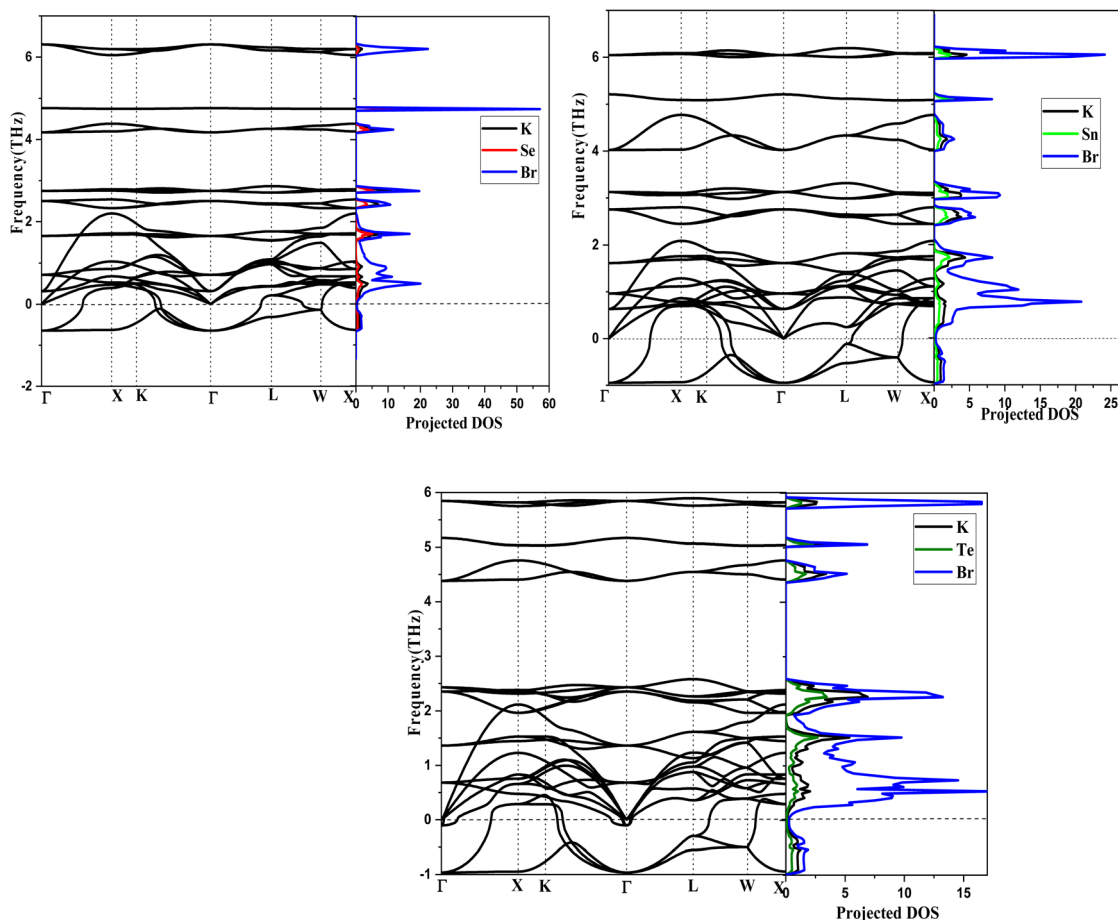 6
4
2
0
-2
Frequency(THz)
Γ X K Γ L W X
0 10 20 30 40 50 60
Projected DOS
K
Se
Br
6
4
2
0
Frequency(THz)
Γ X K Γ L W X
0 5 10 15 20 25
Projected DOS
K
Sn
Br
6
5
4
3
2
1
0
-1
Frequency(THz)
Γ X K Γ L W X
0 5 10 15
Projected DOS
K
Te
Br